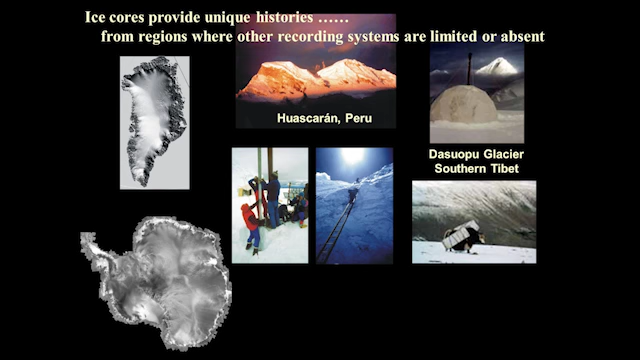 Ice cores provide unique histories ……
from regions where other recording systems are limited or absent
Huascarán, Peru
Dasuopu Glacier
Southern Tibet